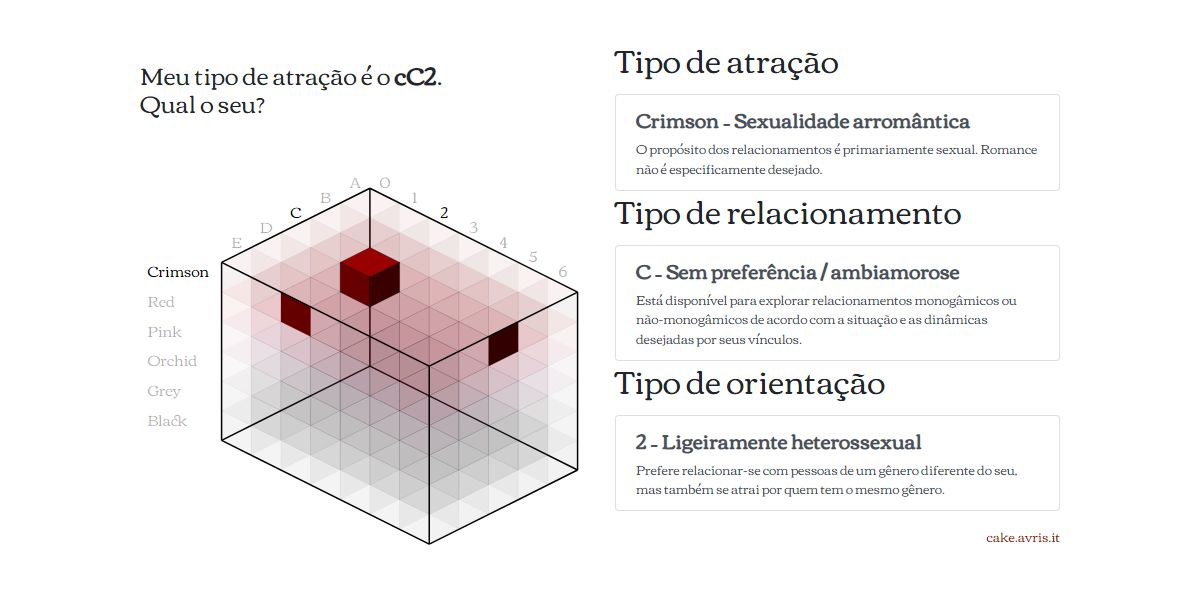 Meu tipo de atração é o cC2.
Qual o seu?
A 0
B 1
C 2
D 3
E 4
5
6
Crimson
Red
Pink
Orchid
Grey
Black
Tipo de atração
Crimson - Sexualidade arromântica
O propósito dos relacionamentos é primariamente sexual. Romance
não é especificamente desejado.
Tipo de relacionamento
C - Sem preferência / ambiamorose
Está disponível para explorar relacionamentos monogâmicos ou
não-monogâmicos de acordo com a situação e as dinâmicas
desejadas por seus vínculos.
Tipo de orientação
2 - Ligeiramente heterossexual
Prefere relacionar-se com pessoas de um gênero diferente do seu,
mas também se atrai por quem tem o mesmo gênero.
cake.avris.it